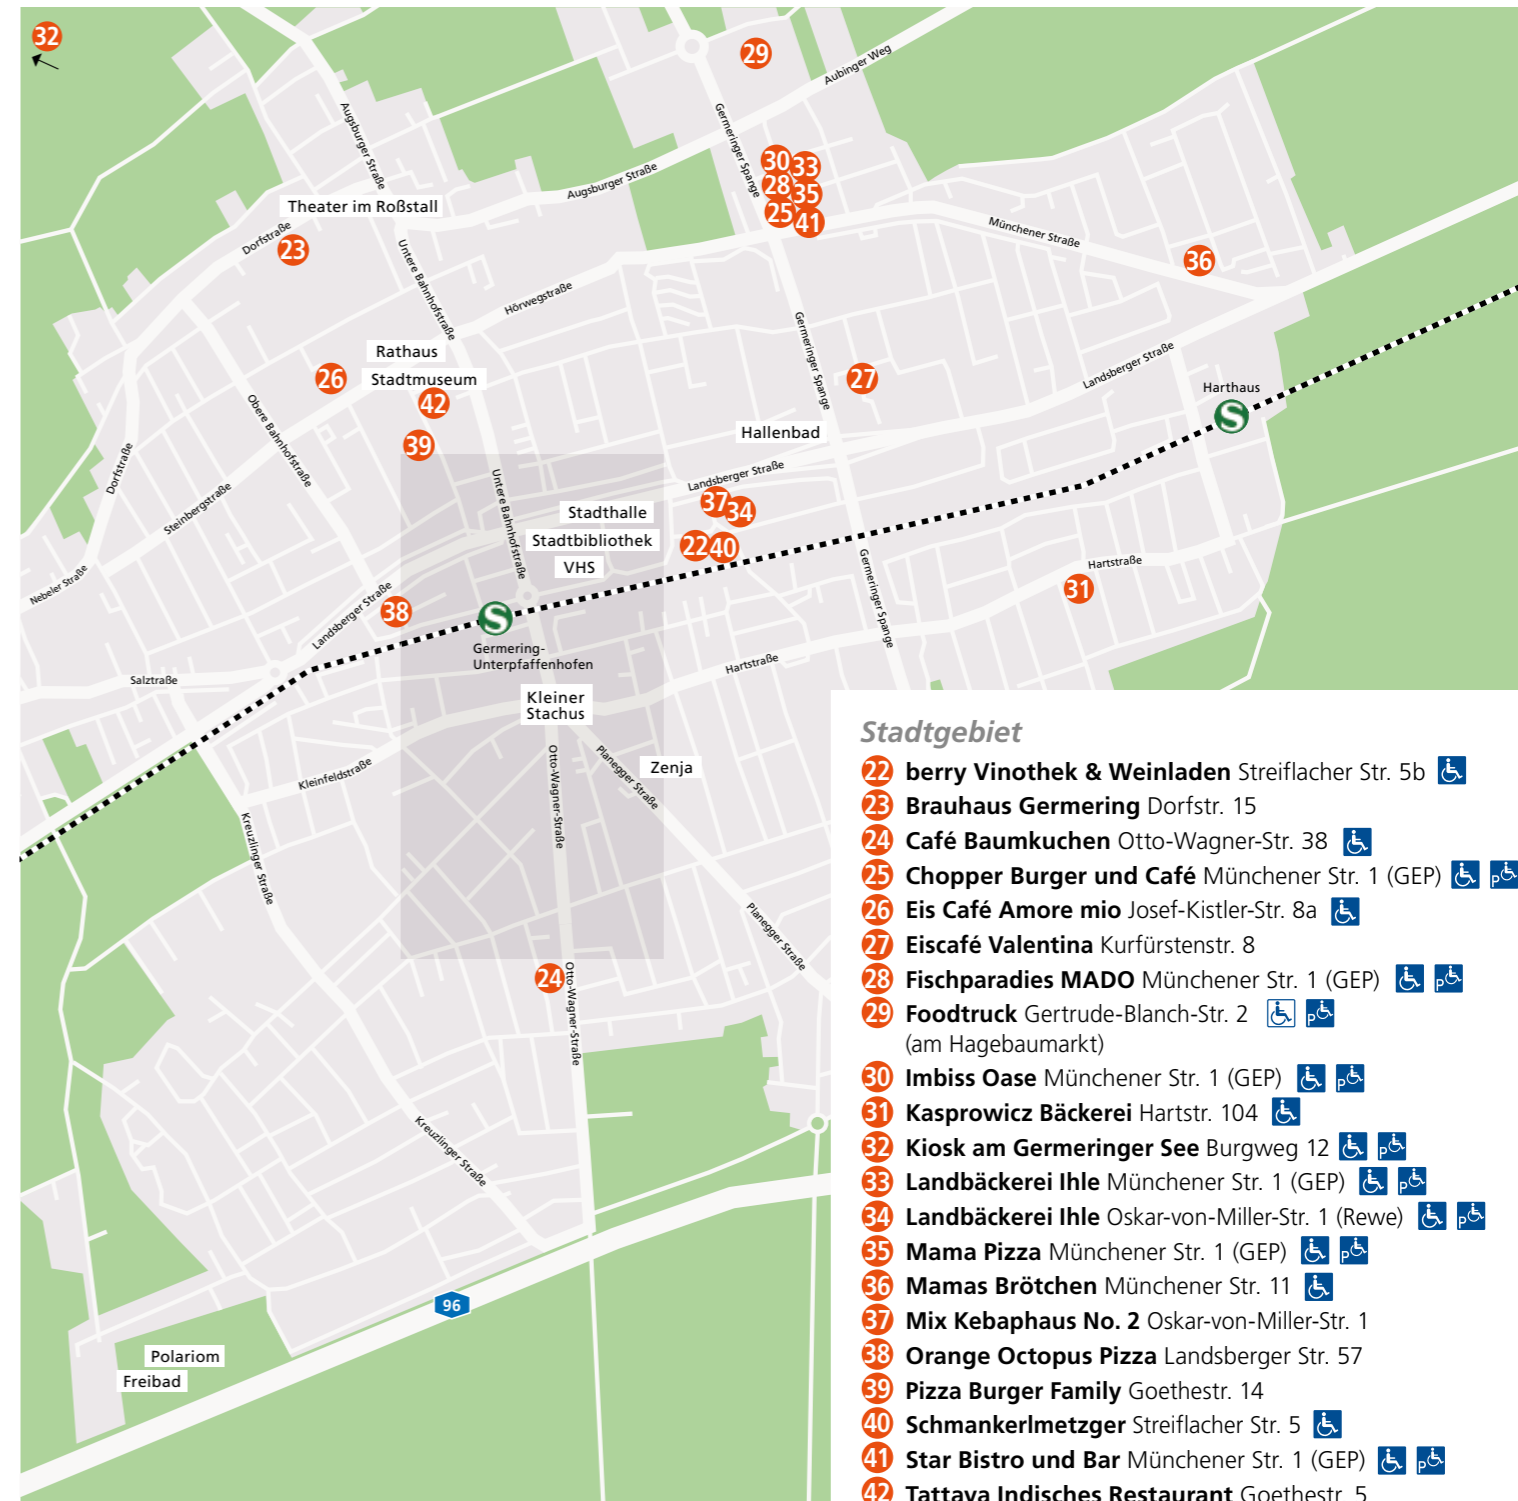 32
29
Aubinger Weg
Augsburger Straße
Germeringer Spange
30
33
28
35
25
41
Augsburger Straße
Theater im Roßstall
Dorfstraße
23
Untere Bahnhofstraße
Münchener Straße
36
Hörwegstraße
Germeringer Spange
Rathaus
Stadtmuseum
26
42
27
Landsberger Straße
Harthaus
S
Obere Bahnhofstraße
39
Hallenbad
Dorfstraße
Steinbergstraße
Untere Bahnhofstraße
Landsberger Straße
37
34
Stadthalle
Stadtbibliothek
VHS
22
40
Nebeler Straße
Landsberger Straße
38
S
Germering-
Unterpfaffenhofen
Germeringer Spange
Hartstraße
31
Salztraße
Hartstraße
Kleiner
Stachus
Kleinfeldstraße
Otto-Wagner-Straße
Planegger Straße
Zenja
Kreuzlinger Straße
Planegger Straße
24
Otto-Wagner-Straße
Kreuzlinger Straße
96
Polariom
Freibad
Stadtgebiet
22 berry Vinothek & Weinladen Streiflacher Str. 5b
23 Brauhaus Germering Dorfstr. 15
24 Café Baumkuchen Otto-Wagner-Str. 38
25 Chopper Burger und Café Münchener Str. 1 (GEP) P
26 Eis Café Amore mio Josef-Kistler-Str. 8a
27 Eiscafé Valentina Kurfürstenstr. 8
28 Fischparadies MADO Münchener Str. 1 (GEP) P
29 Foodtruck Gertrude-Blanch-Str. 2 P
(am Hagebaumarkt)
30 Imbiss Oase Münchener Str. 1 (GEP) P
31 Kasprowicz Bäckerei Hartstr. 104
32 Kiosk am Germeringer See Burgweg 12 P
33 Landbäckerei Ihle Münchener Str. 1 (GEP) P
34 Landbäckerei Ihle Oskar-von-Miller-Str. 1 (Rewe) P
35 Mama Pizza Münchener Str. 1 (GEP) P
36 Mamas Brötchen Münchener Str. 11
37 Mix Kebaphaus No. 2 Oskar-von-Miller-Str. 1
38 Orange Octopus Pizza Landsberger Str. 57
39 Pizza Burger Family Goethestr. 14
40 Schmankerlmetzger Streiflacher Str. 5
41 Star Bistro und Bar Münchener Str. 1 (GEP) P
42 Tattava Indisches Restaurant Goethestr. 5